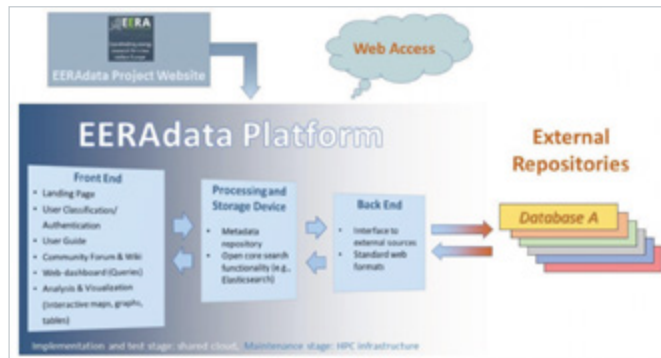 EERA
EERAdata Project Website
Web Access
EERAdata Platform
External
Repositories
Front End
• Landing Page
• User Classification/
Authentication
• User Guide
• Community Forum & Wiki
• Web-dashboard (Queries)
• Analysis & Visualization
(Interactive maps, graphs,
tables)
Processing and
Storage Device
• Metadata
repository
• Open core search
functionality (e.g.,
Elasticsearch)
Back End
• Interface to
external sources
• Standard web
formats
Database A
Implementation and test stage: shared cloud, Maintenance stage: HPC infrastructure